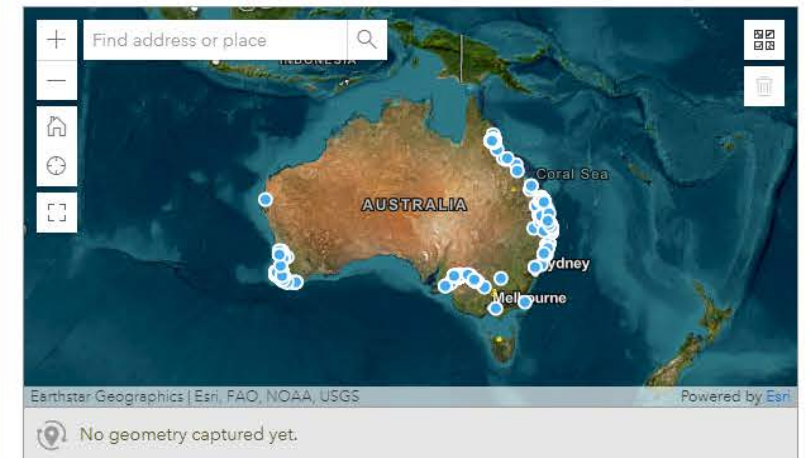 Find address or place
INDONESIA
Coral Sea
AUSTRALIA
ydney
Melbourne
Earthstar Geographics | Esri, FAO, NOAA, USGS
Powered by Esri
No geometry captured yet.